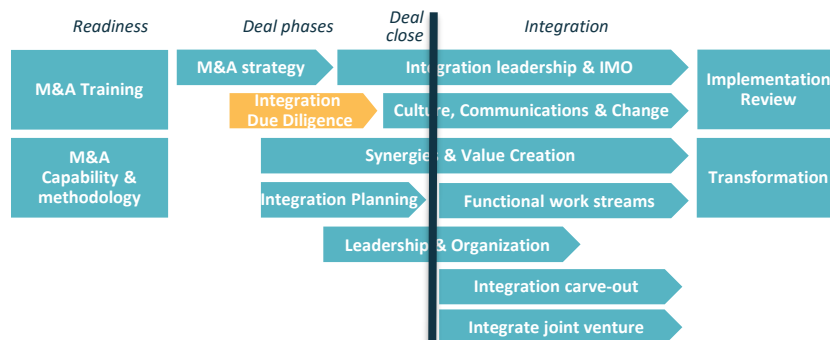 Readiness
Deal phases
Deal
close
Integration
M&A Training
M&A strategy
Integration leadership & IMO
Implementation
Review
Integration
Due Diligence
Culture, Communications & Change
M&A
Capability &
methodology
Synergies & Value Creation
Transformation
Integration Planning
Functional work streams
Leadership & Organization
Integration carve-out
Integrate joint venture